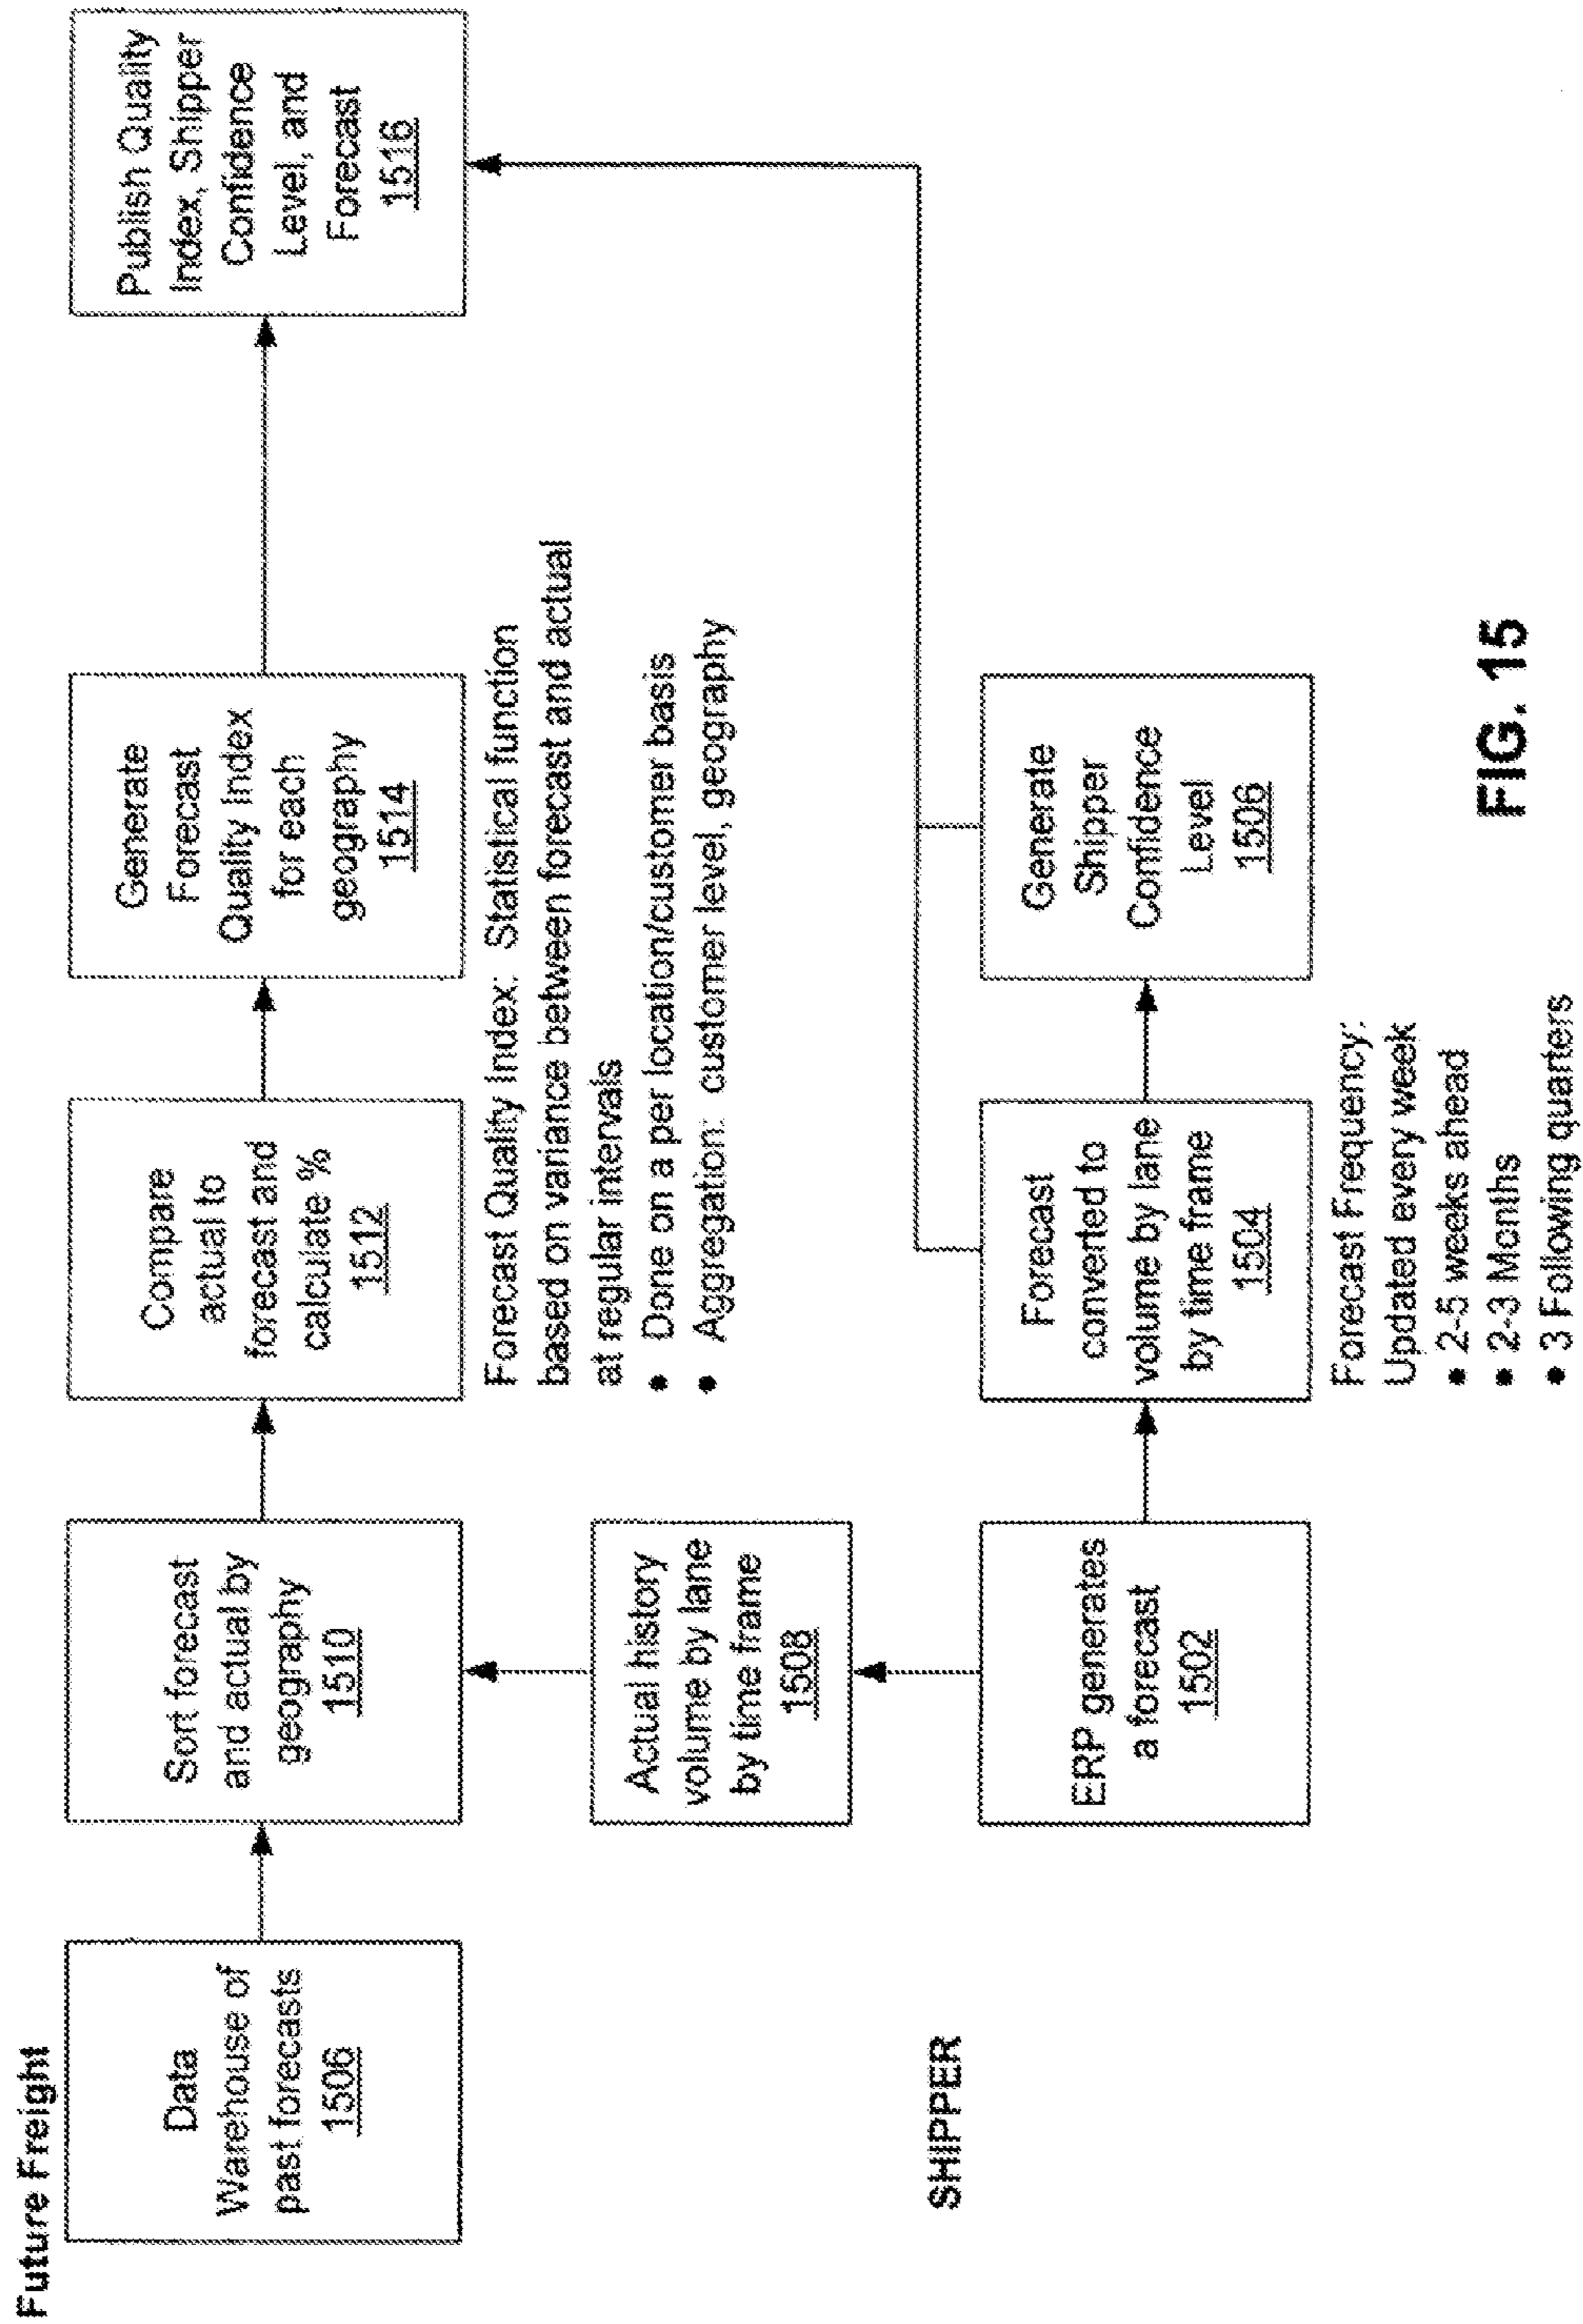 Future Freight
Data
Warehouse of
past forecasts
1506
Sort forecast
and actual by
geography
1510
Compare
actual to
forecast and
calculate %
1512
Generate
Forecast
Quality Index
for each
geography
1514
Publish Quality
Index, Shipper
Confidence
Level, and
Forecast
1516
Forecast Quality Index: Statistical function
based on variance between forecast and actual
at regular intervals
• Done on a per location/customer basis
• Aggregation: customer level, geography
Actual history
volume by lane
by time frame
1508
SHIPPER
ERP generates
a forecast
1502
Forecast
converted to
volume by lane
by time frame
1504
Generate
Shipper
Confidence
Level
1506
Forecast Frequency:
Updated every week
• 2-5 weeks ahead
• 2-3 Months
• 3 Following quarters
FIG. 15